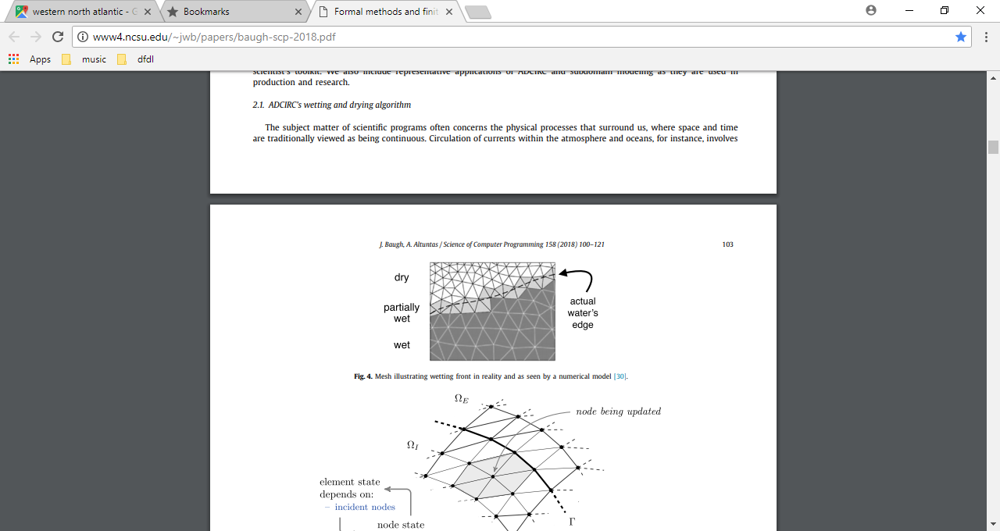 western north atlantic - G
Bookmarks
Formal methods and finit
www4.ncsu.edu/~jwb/papers/baugh-scp-2018.pdf
Apps
music
dfdl
scientist's toolkit. We also include representative applications of ADCIRC and subdomain modeling as they are used in
production and research.
2.1. ADCIRC's wetting and drying algorithm
The subject matter of scientific programs often concerns the physical processes that surround us, where space and time
are traditionally viewed as being continuous. Circulation of currents within the atmosphere and oceans, for instance, involves
J. Baugh, A. Altuntas / Science of Computer Programming 158 (2018) 100–121
103
dry
partially
wet
wet
actual
water's
edge
Fig. 4. Mesh illustrating wetting front in reality and as seen by a numerical model [30].
Ω_E
node being updated
Ω_I
element state
depends on:
– incident nodes
node state
Γ